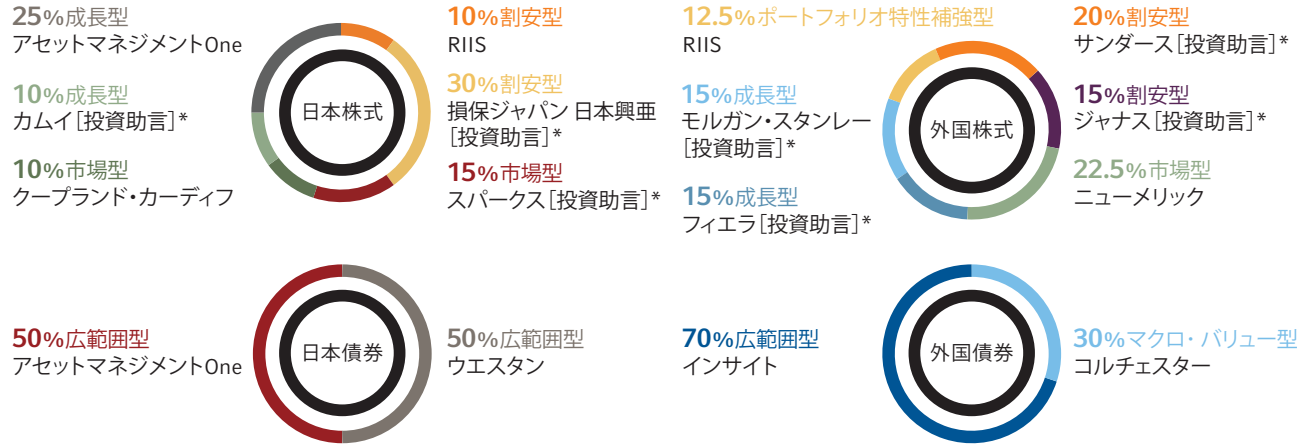 25%成長型
アセットマネジメントOne
10%成長型
カムイ[投資助言]*
10%市場型
クープランド・カーディフ
日本株式
10%割安型
RIIS
30%割安型
損保ジャパン 日本興亜
[投資助言]*
15%市場型
スパークス[投資助言]*
12.5%ポートフォリオ特性補強型
RIIS
15%成長型
モルガン・スタンレー
[投資助言]*
15%成長型
フィエラ[投資助言]*
外国株式
20%割安型
サンダース[投資助言]*
15%割安型
ジャナス[投資助言]*
22.5%市場型
ニューメリック
50%広範囲型
アセットマネジメントOne
日本債券
50%広範囲型
ウエスタン
70%広範囲型
インサイト
外国債券
30%マクロ・バリュー型
コルチェスター